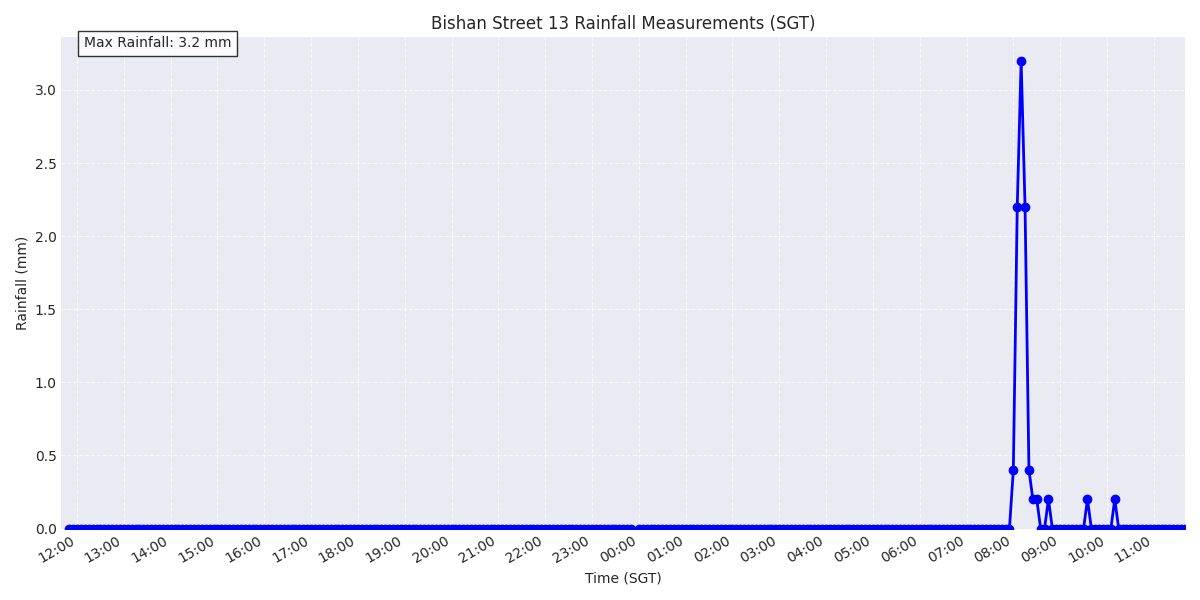 Bishan Street 13 Rainfall Measurements (SGT)
Max Rainfall: 3.2 mm
Rainfall (mm)
3.0
2.5
2.0
1.5
1.0
0.5
0.0
12:00 13:00 14:00 15:00 16:00 17:00 18:00 19:00 20:00 21:00 22:00 23:00 00:00 01:00 02:00 03:00 04:00 05:00 06:00 07:00 08:00 09:00 10:00 11:00
Time (SGT)